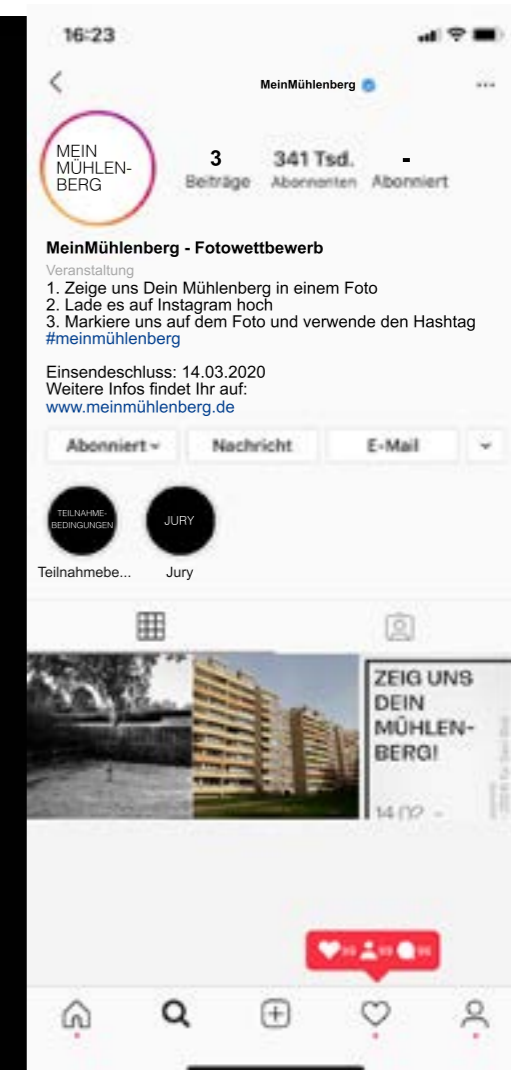 16:23
MeinMühlenberg
MEIN
MÜHLEN-
BERG
3
341 Tsd.
-
Beiträge
Abonnenten
Abonniert
MeinMühlenberg - Fotowettbewerb
Veranstaltung
1. Zeige uns Dein Mühlenberg in einem Foto
2. Lade es auf Instagram hoch
3. Markiere uns auf dem Foto und verwende den Hashtag
#meinmühlenberg
Einsendeschluss: 14.03.2020
Weitere Infos findet Ihr auf:
www.meinmühlenberg.de
Abonniert
Nachricht
E-Mail
TEILNAHME-
BEDINGUNGEN
JURY
Teilnahmebe...
Jury
ZEIG UNS
DEIN
MÜHLEN-
BERG!
14.02. -